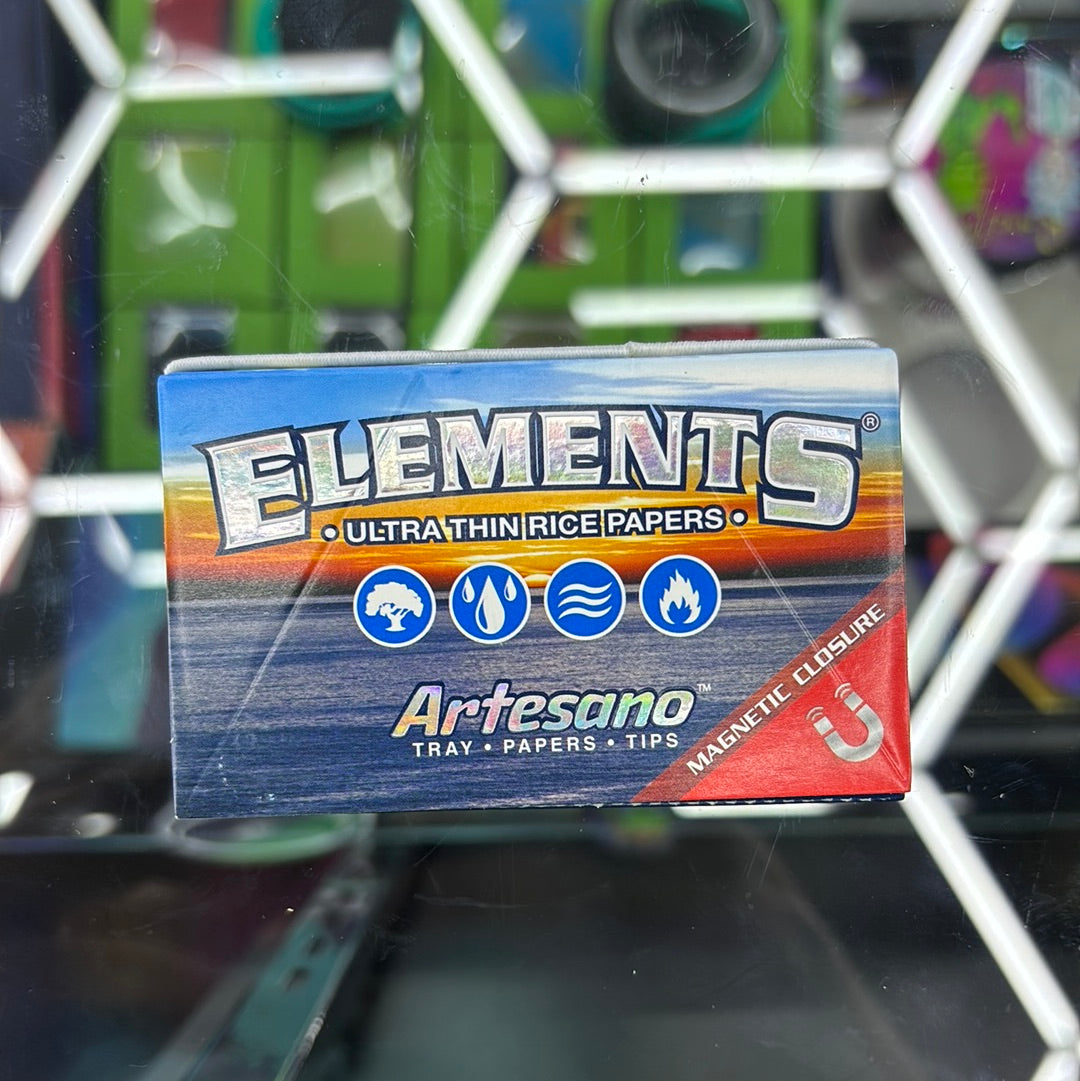 ELEMENTS®
• ULTRA THIN RICE PAPERS •
Artesano™
TRAY • PAPERS • TIPS
MAGNETIC CLOSURE